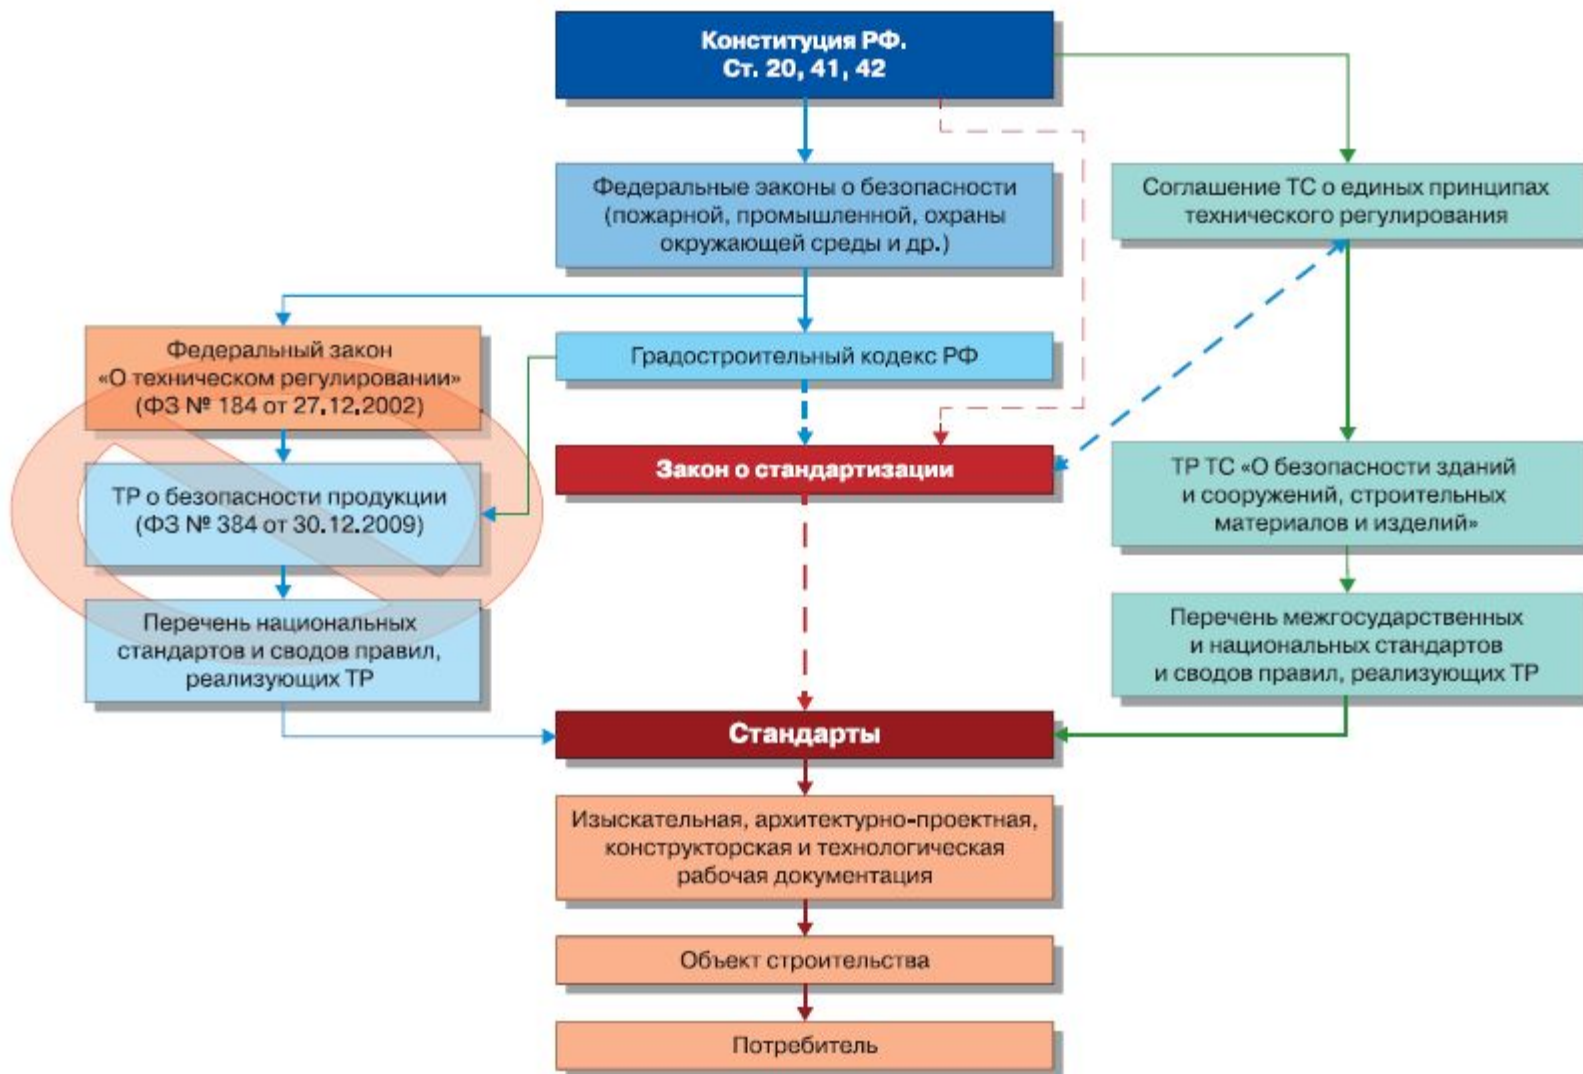 Конституция РФ.
Ст. 20, 41, 42
Федеральные законы о безопасности
(пожарной, промышленной, охраны
окружающей среды и др.)
Соглашение ТС о единых принципах
технического регулирования
Федеральный закон
«О техническом регулировании»
(ФЗ № 184 от 27.12.2002)
Градостроительный кодекс РФ
Закон о стандартизации
ТР о безопасности продукции
(ФЗ № 384 от 30.12.2009)
ТР ТС «О безопасности зданий
и сооружений, строительных
материалов и изделий»
Перечень национальных
стандартов и сводов правил,
реализующих ТР
Перечень межгосударственных
и национальных стандартов
и сводов правил, реализующих ТР
Стандарты
Изыскательная, архитектурно-проектная,
конструкторская и технологическая
рабочая документация
Объект строительства
Потребитель